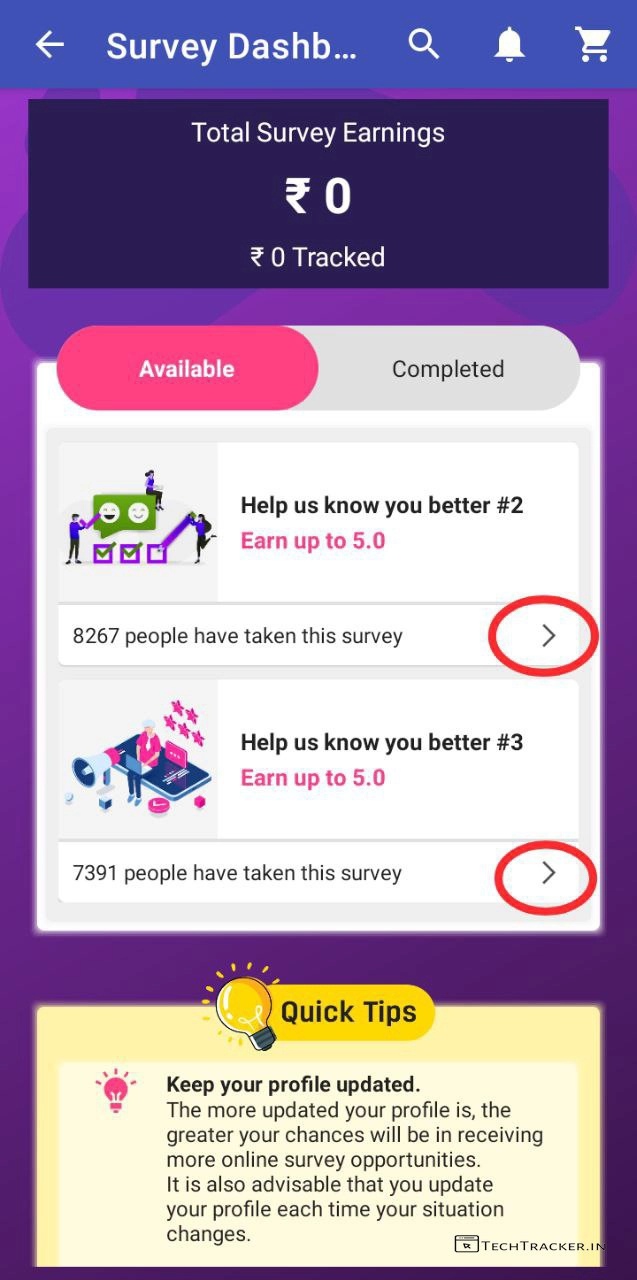 Survey Dashb...
Total Survey Earnings
₹ 0
₹ 0 Tracked
Available
Completed
Help us know you better #2
Earn up to 5.0
8267 people have taken this survey
Help us know you better #3
Earn up to 5.0
7391 people have taken this survey
Quick Tips
Keep your profile updated.
The more updated your profile is, the
greater your chances will be in receiving
more online survey opportunities.
It is also advisable that you update
your profile each time your situation
changes.
TECHTRACKER.IN